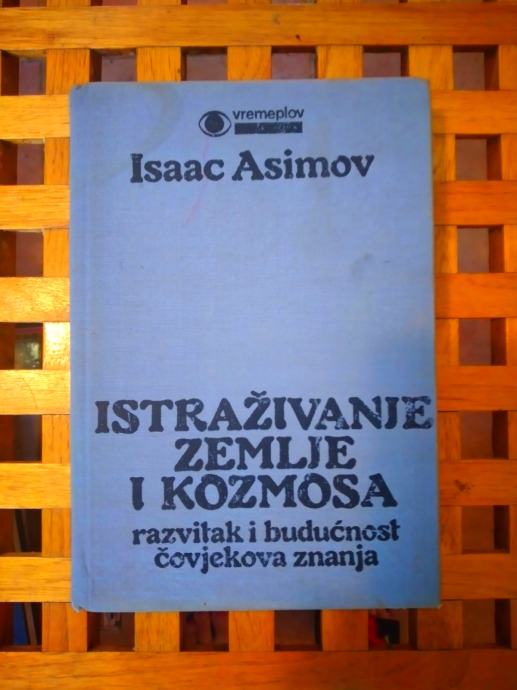 vremeplov
Isaac Asimov
ISTRAŽIVANJE
ZEMLJE
I KOZMOSA
razvitak i budućnost
čovjekova znanja